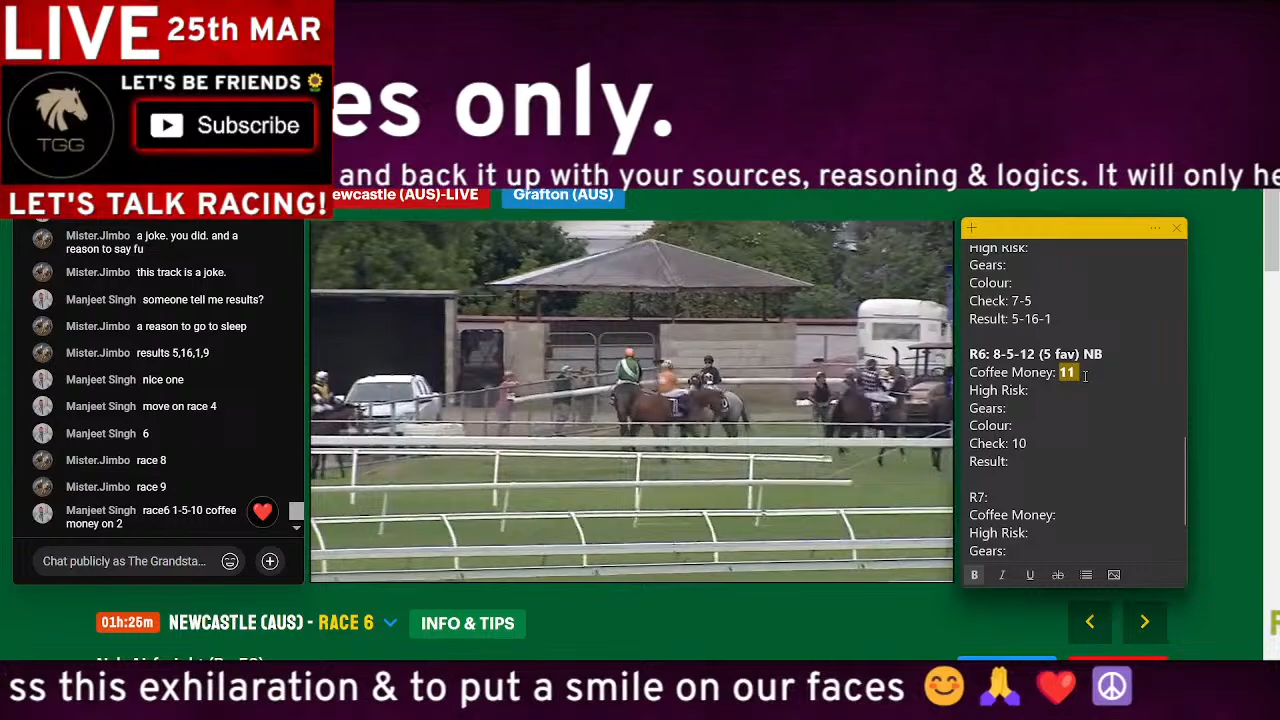 LIVE 25th MAR
LET'S BE FRIENDS 🌻
TGG
Subscribe
LET'S TALK RACING!
es only.
and back it up with your sources, reasoning & logics. It will only he
ewcastle (AUS)-LIVE
Grafton (AUS)
Mister.Jimbo a joke. you did. and a
reason to say fu
Mister.Jimbo this track is a joke.
Manjeet Singh someone tell me results?
Mister.Jimbo a reason to go to sleep
Mister.Jimbo results 5,16,1,9
Manjeet Singh nice one
Manjeet Singh move on race 4
Manjeet Singh 6
Mister.Jimbo race 8
Mister.Jimbo race 9
Manjeet Singh race6 1-5-10 coffee
money on 2
Chat publicly as The Grandsta...
High Risk:
Gears:
Colour:
Check: 7-5
Result: 5-16-1
R6: 8-5-12 (5 fav) NB
Coffee Money: 11
High Risk:
Gears:
Colour:
Check: 10
Result:
R7:
Coffee Money:
High Risk:
Gears:
B I U ab
01h:26m NEWCASTLE (AUS) - RACE 6
INFO & TIPS
ss this exhilaration & to put a smile on our faces 😊 🙏 ❤️ ☮️